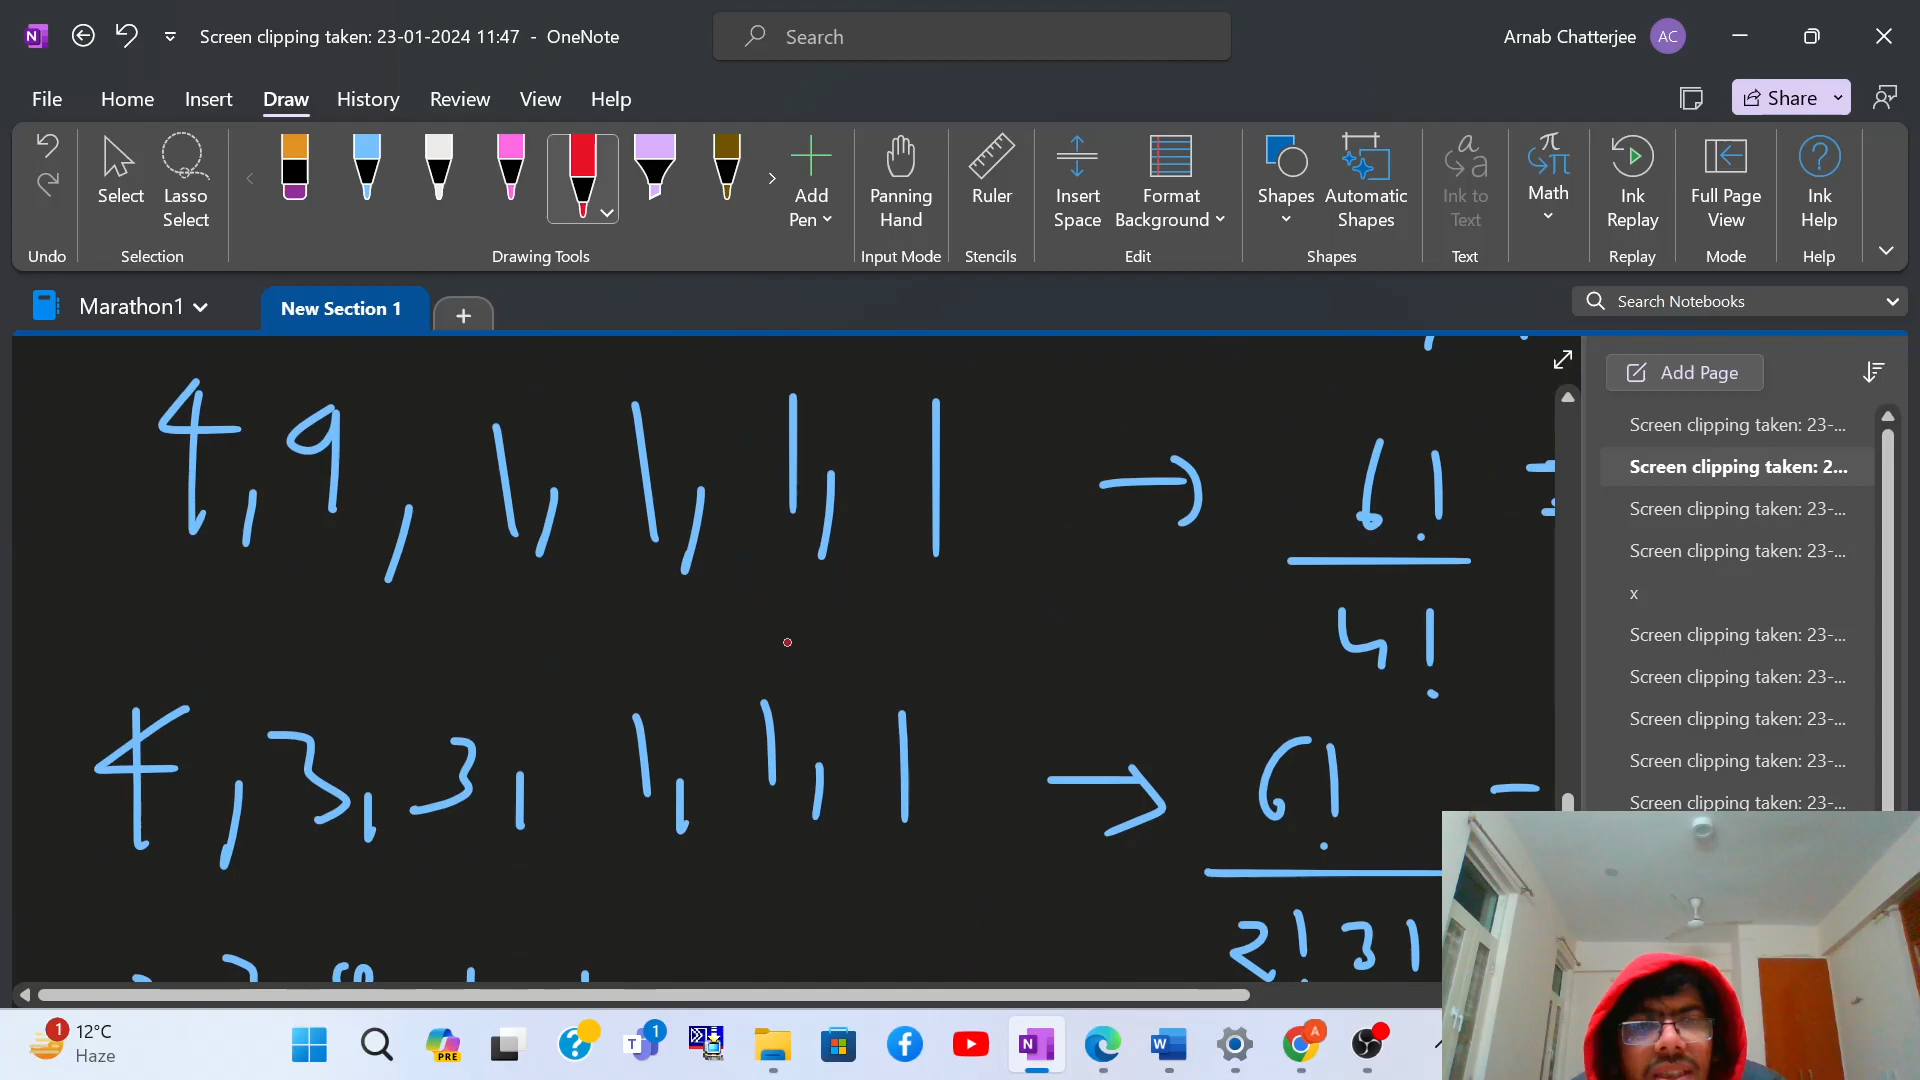 Screen clipping taken: 23-01-2024 11:47 - OneNote
Search
Arnab Chatterjee
AC
File
Home
Insert
Draw
History
Review
View
Help
Share
Select
Lasso Select
Add Pen
Panning Hand
Ruler
Insert Space
Format Background
Shapes
Automatic Shapes
Ink to Text
Math
Ink Replay
Full Page View
Ink Help
Undo
Selection
Drawing Tools
Input Mode
Stencils
Edit
Shapes
Text
Replay
Mode
Help
Marathon1
New Section 1
Search Notebooks
Add Page
4, 9, 1, 1, 1, 1 → 6!
4!
4, 3, 3, 1, 1, 1 → 6! =
2! 3!
Screen clipping taken: 23-...
Screen clipping taken: 2...
Screen clipping taken: 23-...
Screen clipping taken: 23-...
x
Screen clipping taken: 23-...
Screen clipping taken: 23-...
Screen clipping taken: 23-...
Screen clipping taken: 23-...
Screen clipping taken: 23-...
1
12°C
Haze
PRE
1
A